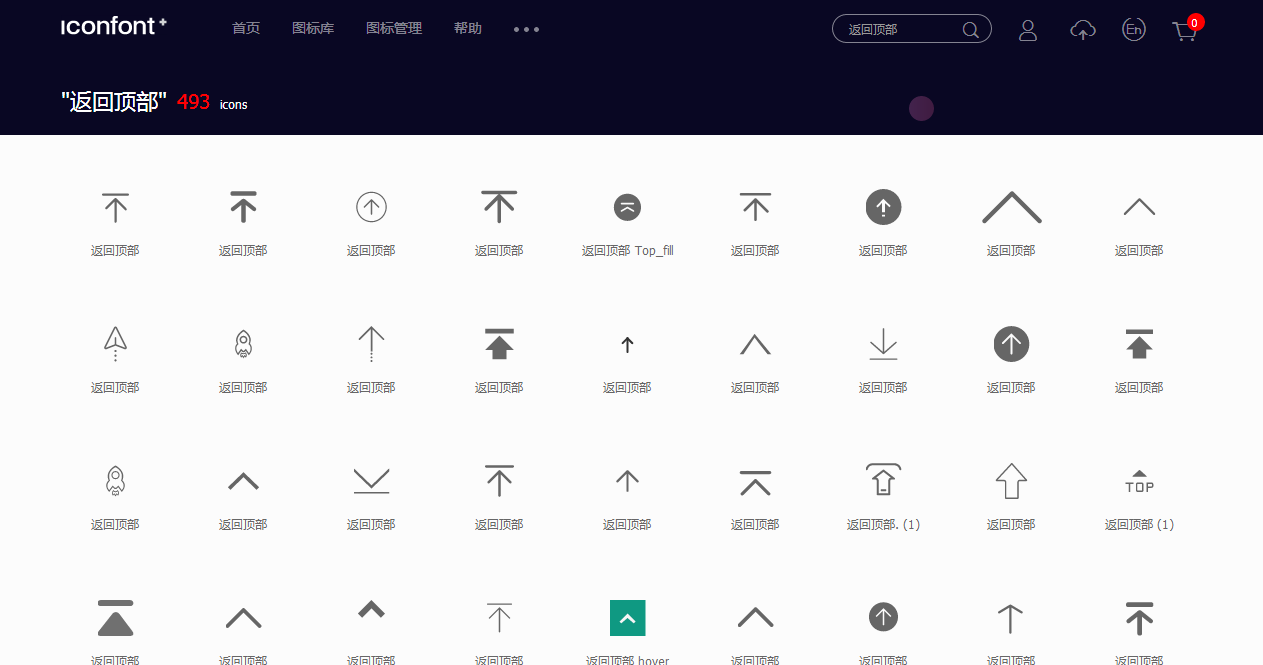 iconfont+ 首页 图标库 图标管理 帮助 返回顶部 En 0
"返回顶部" 493 icons
返回顶部 返回顶部 返回顶部 返回顶部 返回顶部 Top_fill 返回顶部 返回顶部 返回顶部 返回顶部
返回顶部 返回顶部 返回顶部 返回顶部 返回顶部 返回顶部 返回顶部 返回顶部 返回顶部
TOP
返回顶部 返回顶部 返回顶部 返回顶部 返回顶部 返回顶部 返回顶部. (1) 返回顶部 返回顶部 (1)
返回顶部 返回顶部 返回顶部 返回顶部 返回顶部 hover 返回顶部 返回顶部 返回顶部 返回顶部